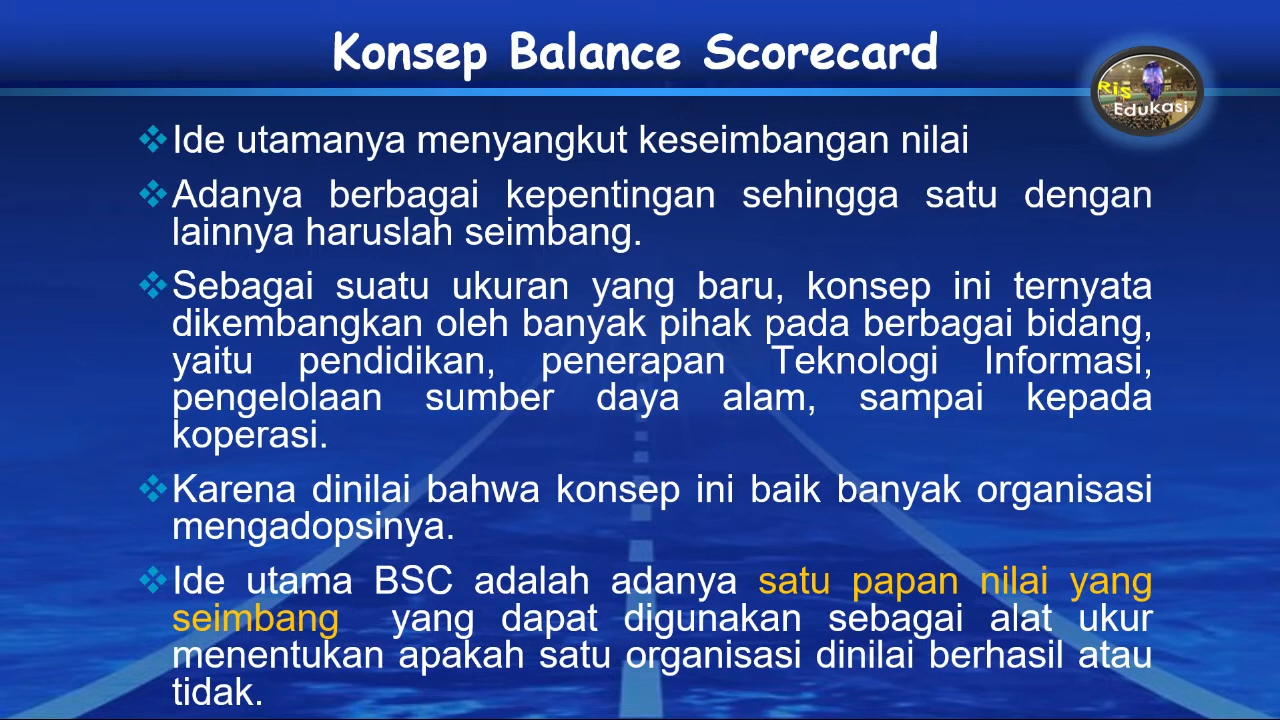 Konsep Balance Scorecard
Ris
Edukasi
Ide utamanya menyangkut keseimbangan nilai
Adanya berbagai kepentingan sehingga satu dengan
lainnya haruslah seimbang.
Sebagai suatu ukuran yang baru, konsep ini ternyata
dikembangkan oleh banyak pihak pada berbagai bidang,
yaitu pendidikan, penerapan Teknologi Informasi,
pengelolaan sumber daya alam, sampai kepada
koperasi.
Karena dinilai bahwa konsep ini baik banyak organisasi
mengadopsinya.
Ide utama BSC adalah adanya satu papan nilai yang
seimbang yang dapat digunakan sebagai alat ukur
menentukan apakah satu organisasi dinilai berhasil atau
tidak.